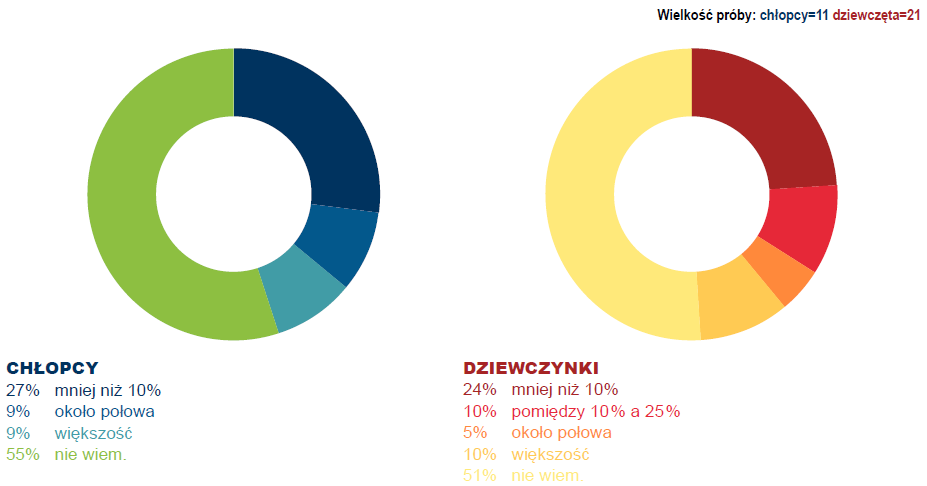 Wielkość próby: chłopcy=11 dziewczęta=21
CHŁOPCY
27% mniej niż 10%
9% około połowa
9% większość
55% nie wiem.
DZIEWCZYNKI
24% mniej niż 10%
10% pomiędzy 10% a 25%
5% około połowa
10% większość
51% nie wiem.